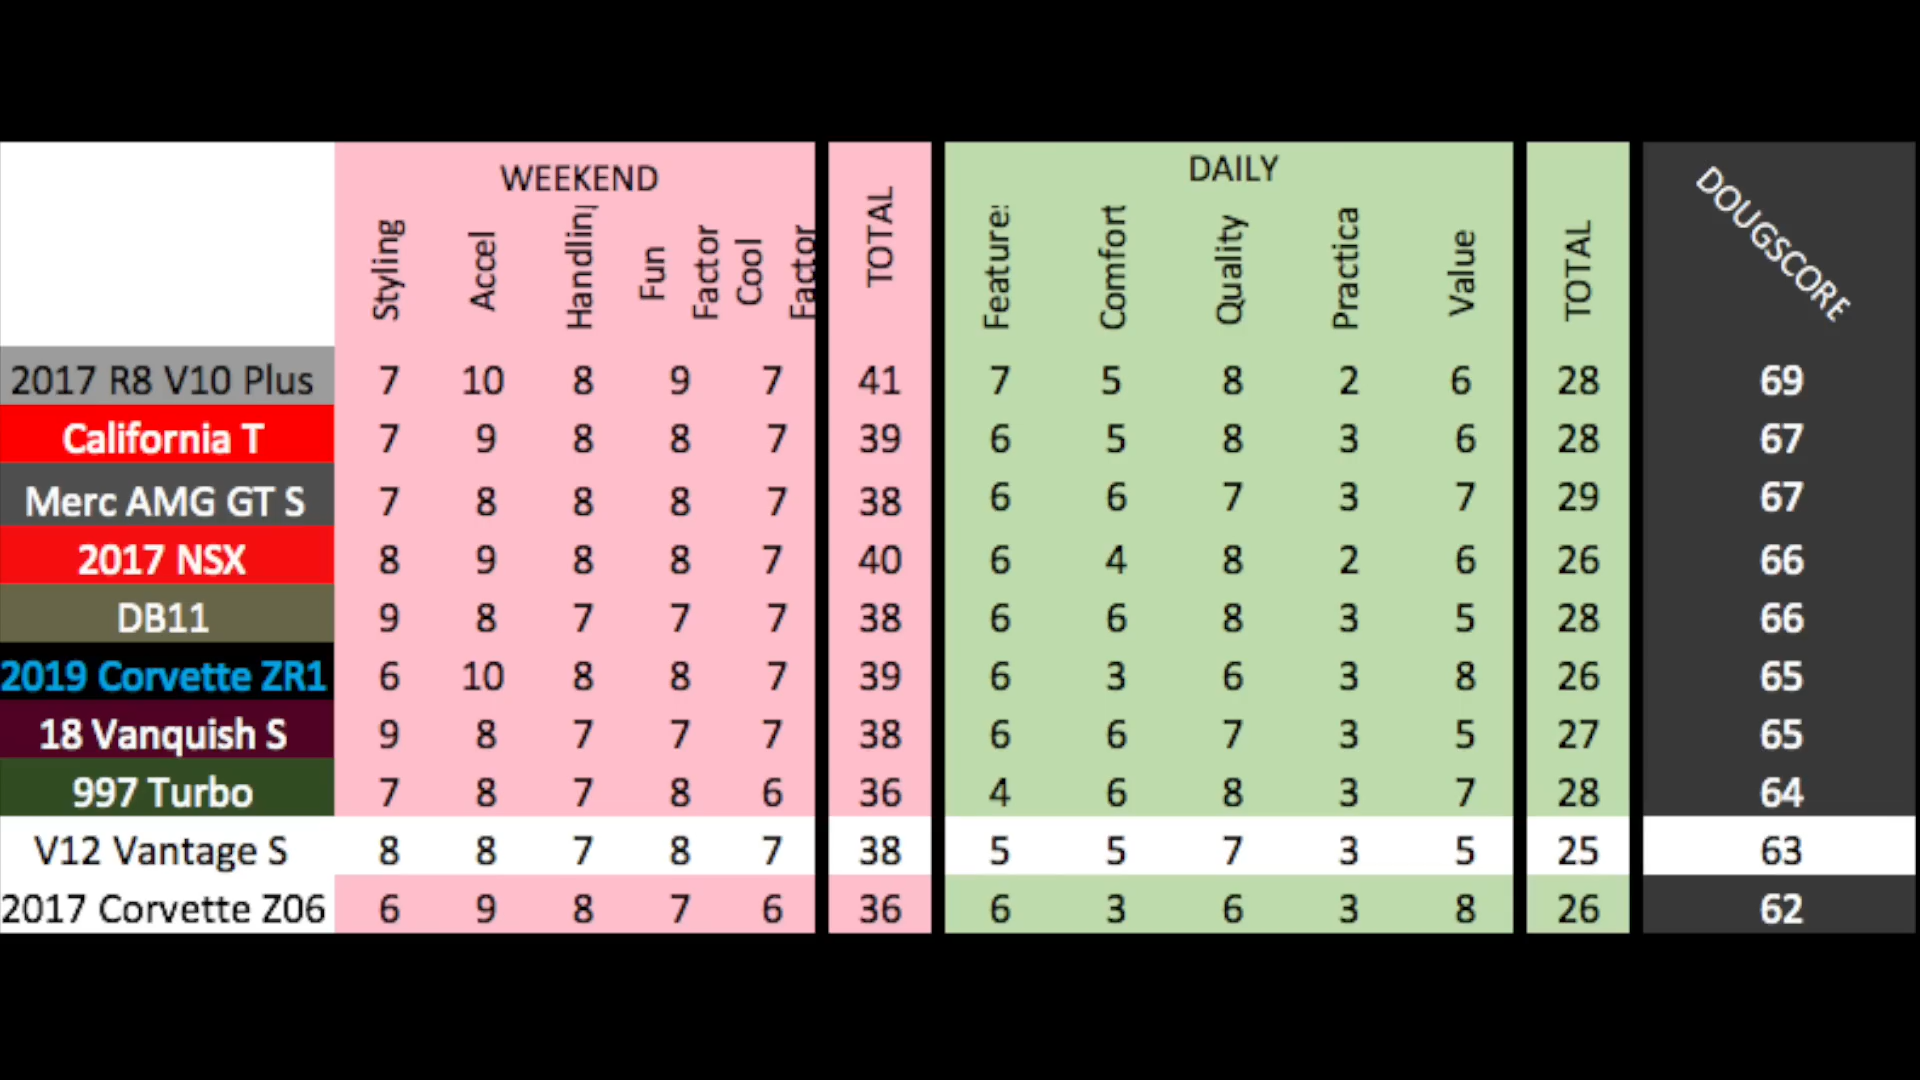 WEEKEND DAILY
Styling Accel Handling Fun Factor Cool Factor TOTAL Features Comfort Quality Practica Value TOTAL DOUGSCORE
2017 R8 V10 Plus 7 10 8 9 7 41 7 5 8 2 6 28 69
California T 7 9 8 8 7 39 6 5 8 3 6 28 67
Merc AMG GT S 7 8 8 8 7 38 6 6 7 3 7 29 67
2017 NSX 8 9 8 8 7 40 6 4 8 2 6 26 66
DB11 9 8 7 7 7 38 6 6 8 3 5 28 66
2019 Corvette ZR1 6 10 8 8 7 39 6 3 6 3 8 26 65
18 Vanquish S 9 8 7 7 7 38 6 6 7 3 5 27 65
997 Turbo 7 8 7 8 6 36 4 6 8 3 7 28 64
V12 Vantage S 8 8 7 8 7 38 5 5 7 3 5 25 63
2017 Corvette Z06 6 9 8 7 6 36 6 3 6 3 8 26 62